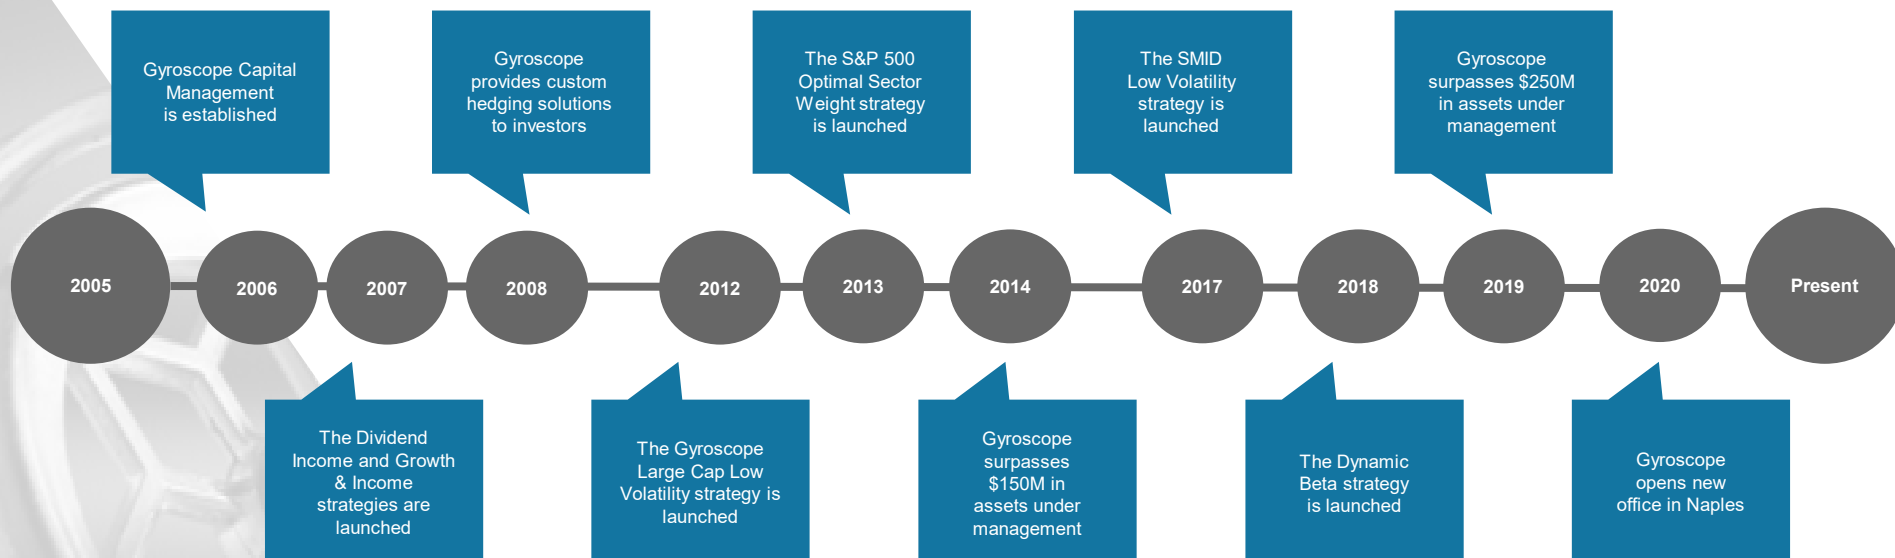 Gyroscope Capital
Management
is established
Gyroscope
provides custom
hedging solutions
to investors
The S&P 500
Optimal Sector
Weight strategy
is launched
The SMID
Low Volatility
strategy is
launched
Gyroscope
surpasses $250M
in assets under
management
2005
2006
2007
2008
2012
2013
2014
2017
2018
2019
2020
Present
The Dividend
Income and Growth
& Income
strategies are
launched
The Gyroscope
Large Cap Low
Volatility strategy is
launched
Gyroscope
surpasses
$150M in
assets under
management
The Dynamic
Beta strategy
is launched
Gyroscope
opens new
office in Naples